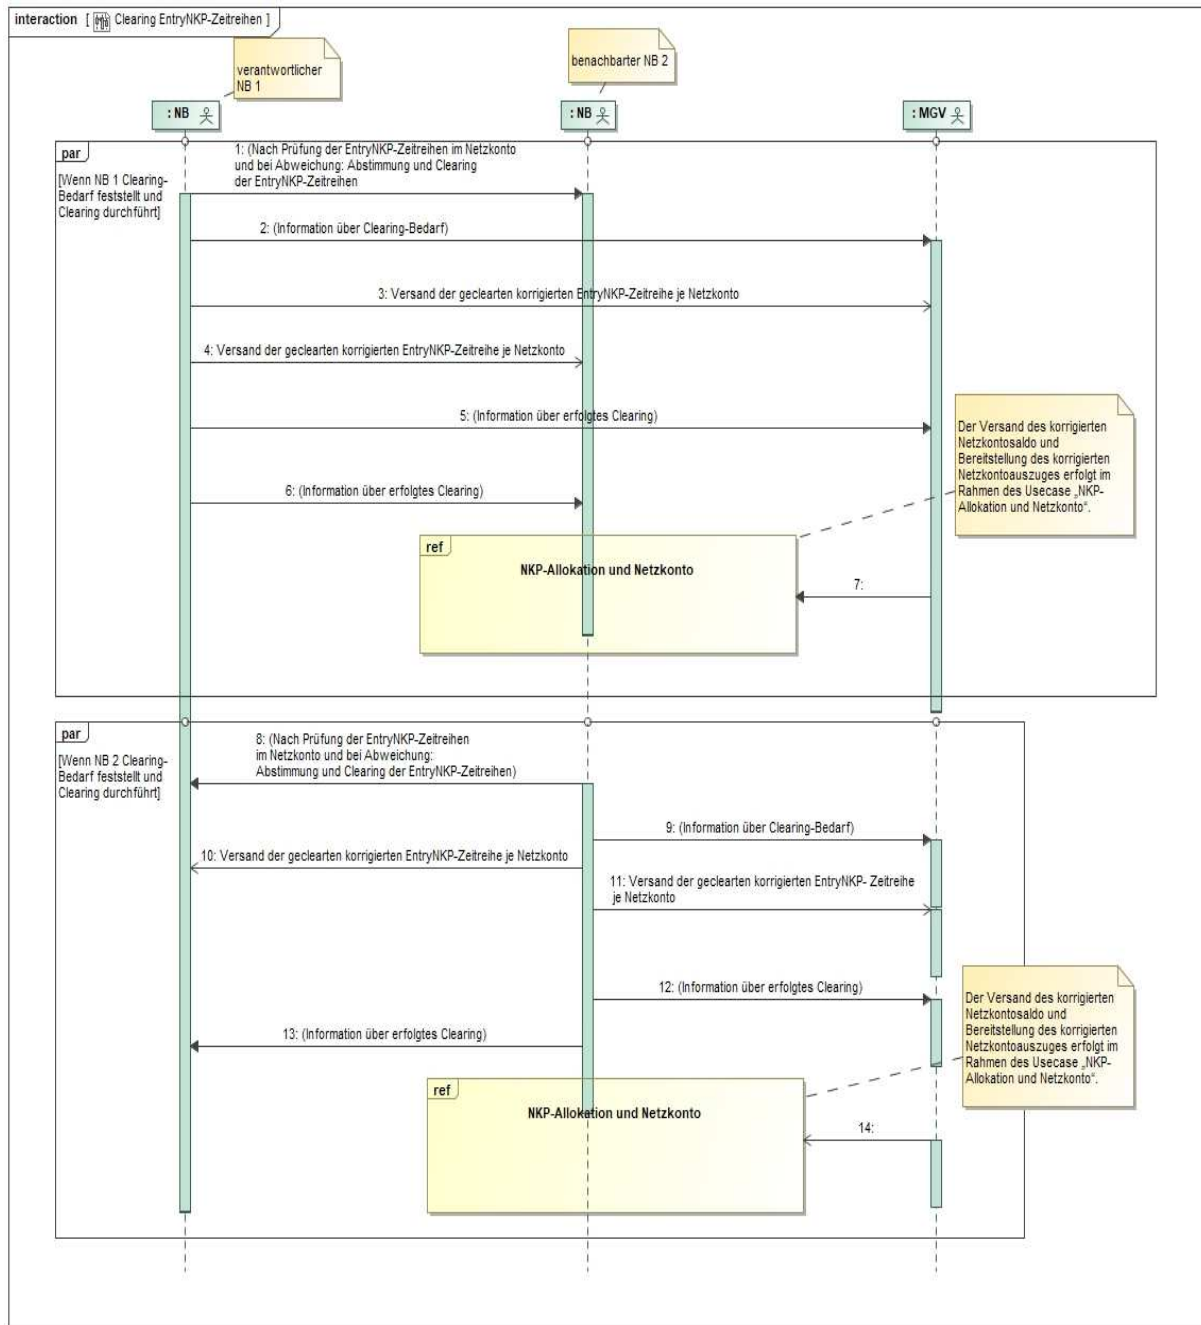 interaction [ Clearing EntryNKP-Zeitreihen ]
verantwortlicher
NB 1
benachbarter NB 2
: NB
: NB
: MGV
par
[Wenn NB 1 Clearing-
Bedarf feststellt und
Clearing durchführt]
1: (Nach Prüfung der EntryNKP-Zeitreihen im Netzkonto
und bei Abweichung: Abstimmung und Clearing
der EntryNKP-Zeitreihen
2: (Information über Clearing-Bedarf)
3: Versand der geclearten korrigierten EntryNKP-Zeitreihe je Netzkonto
4: Versand der geclearten korrigierten EntryNKP-Zeitreihe je Netzkonto
5: (Information über erfolgtes Clearing)
Der Versand des korrigierten
Netzkontosaldo und
Bereitstellung des korrigierten
Netzkontoauszuges erfolgt im
Rahmen des Usecase „NKP-
Allokation und Netzkonto“.
6: (Information über erfolgtes Clearing)
ref
NKP-Allokation und Netzkonto
7:
par
[Wenn NB 2 Clearing-
Bedarf feststellt und
Clearing durchführt]
8: (Nach Prüfung der EntryNKP-Zeitreihen
im Netzkonto und bei Abweichung:
Abstimmung und Clearing der EntryNKP-Zeitreihen)
9: (Information über Clearing-Bedarf)
10: Versand der geclearten korrigierten EntryNKP-Zeitreihe je Netzkonto
11: Versand der geclearten korrigierten EntryNKP- Zeitreihe
je Netzkonto
12: (Information über erfolgtes Clearing)
13: (Information über erfolgtes Clearing)
Der Versand des korrigierten
Netzkontosaldo und
Bereitstellung des korrigierten
Netzkontoauszuges erfolgt im
Rahmen des Usecase „NKP-
Allokation und Netzkonto“.
ref
NKP-Allokation und Netzkonto
14: